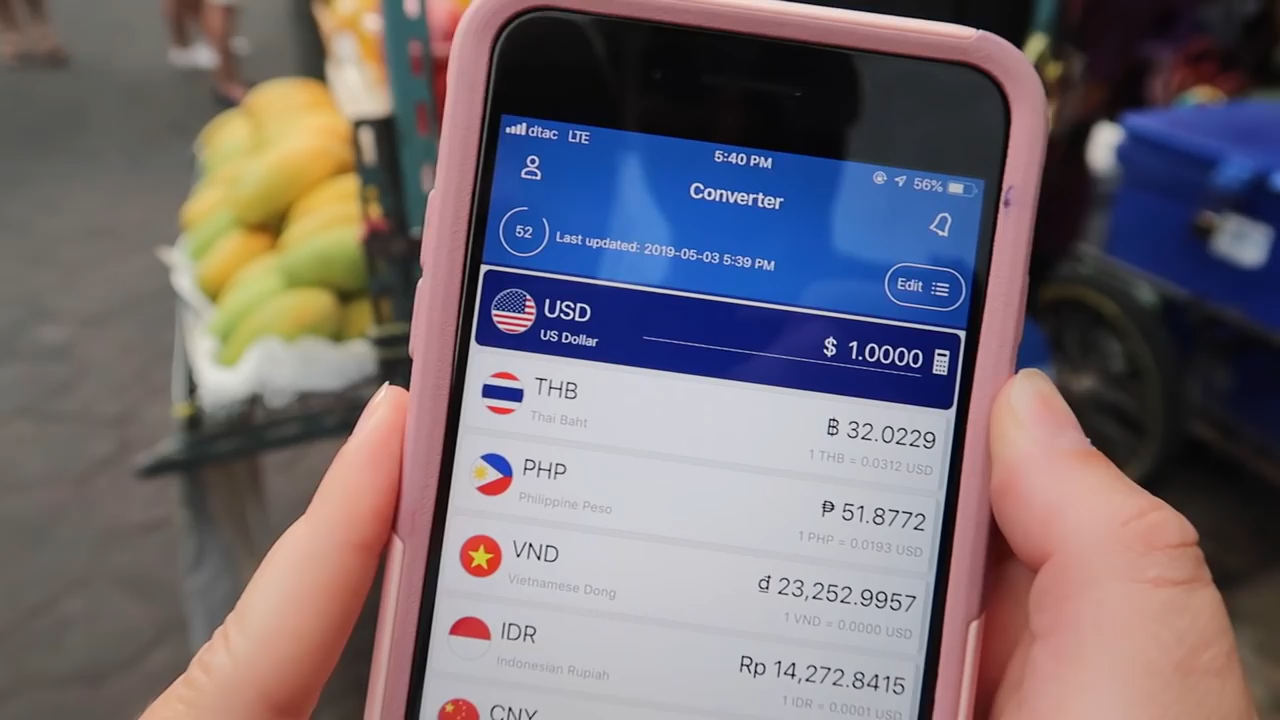 dtac LTE
5:40 PM
56%
Converter
52
Last updated: 2019-05-03 5:39 PM
Edit
USD
US Dollar
$ 1.0000
THB
Thai Baht
฿ 32.0229
1 THB = 0.0312 USD
PHP
Philippine Peso
₱ 51.8772
1 PHP = 0.0193 USD
VND
Vietnamese Dong
₫ 23,252.9957
1 VND = 0.0000 USD
IDR
Indonesian Rupiah
Rp 14,272.8415
1 IDR = 0.0001 USD
CNY